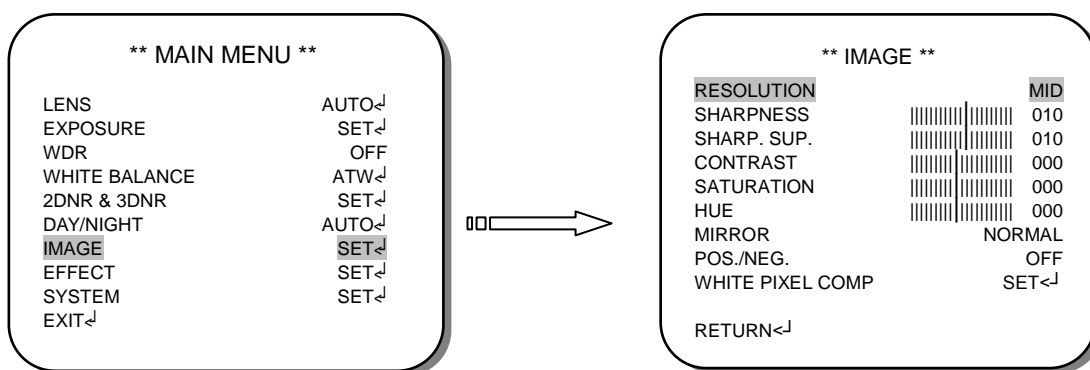 ** MAIN MENU **
LENS AUTO↲
EXPOSURE SET↲
WDR OFF
WHITE BALANCE ATW↲
2DNR & 3DNR SET↲
DAY/NIGHT AUTO↲
IMAGE SET↲
EFFECT SET↲
SYSTEM SET↲
EXIT↲
** IMAGE **
RESOLUTION MID
SHARPNESS 010
SHARP. SUP. 010
CONTRAST 000
SATURATION 000
HUE 000
MIRROR NORMAL
POS./NEG. OFF
WHITE PIXEL COMP SET↲
RETURN↲